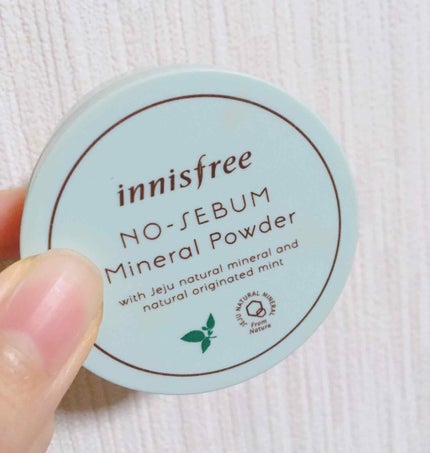 innisfree
NO-SEBUM
Mineral Powder
with Jeju natural mineral and
natural originated mint
JEJU NATURAL MINERAL
From
Nature